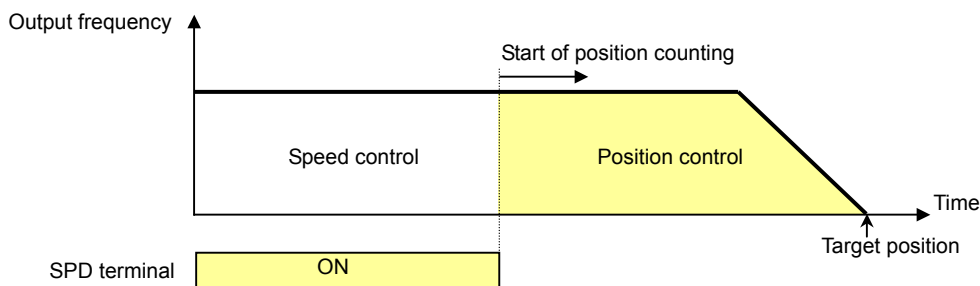 Output frequency
Start of position counting
Speed control
Position control
Time
Target position
SPD terminal
ON